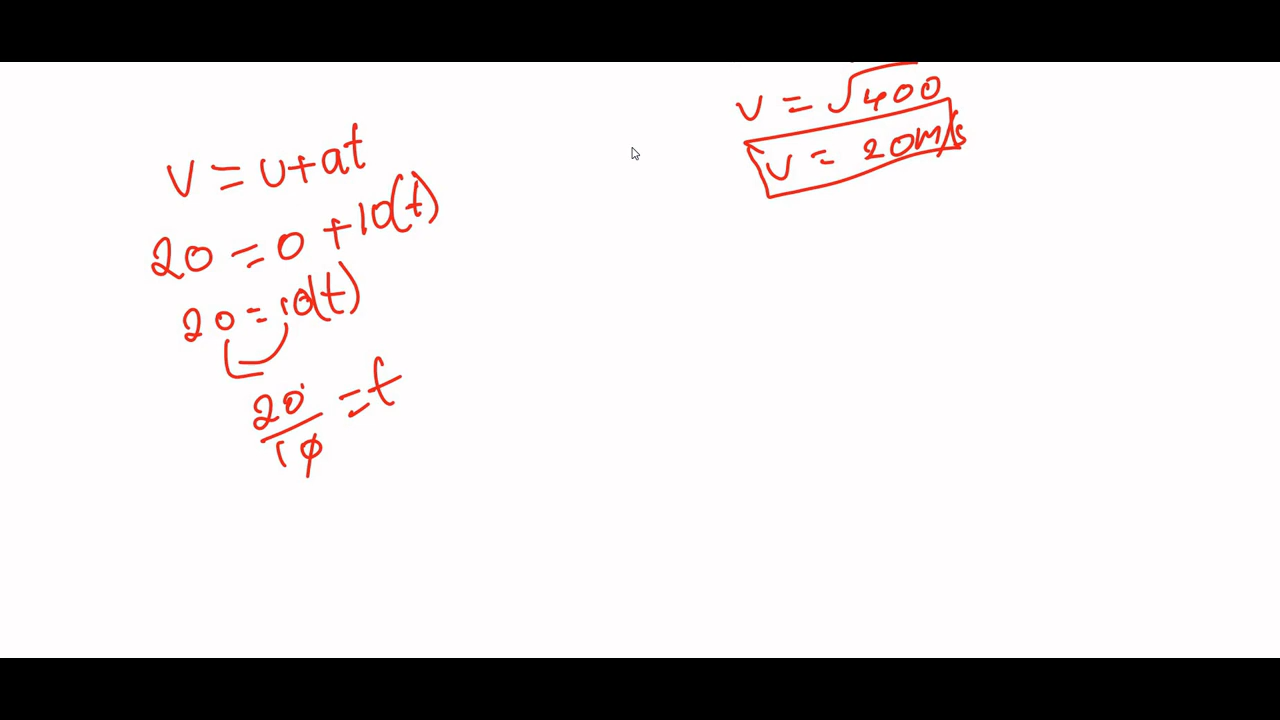 v = u + at
20 = 0 + 10(t)
20 = 10(t)
20/10 = t
v = √400
v = 20m/s